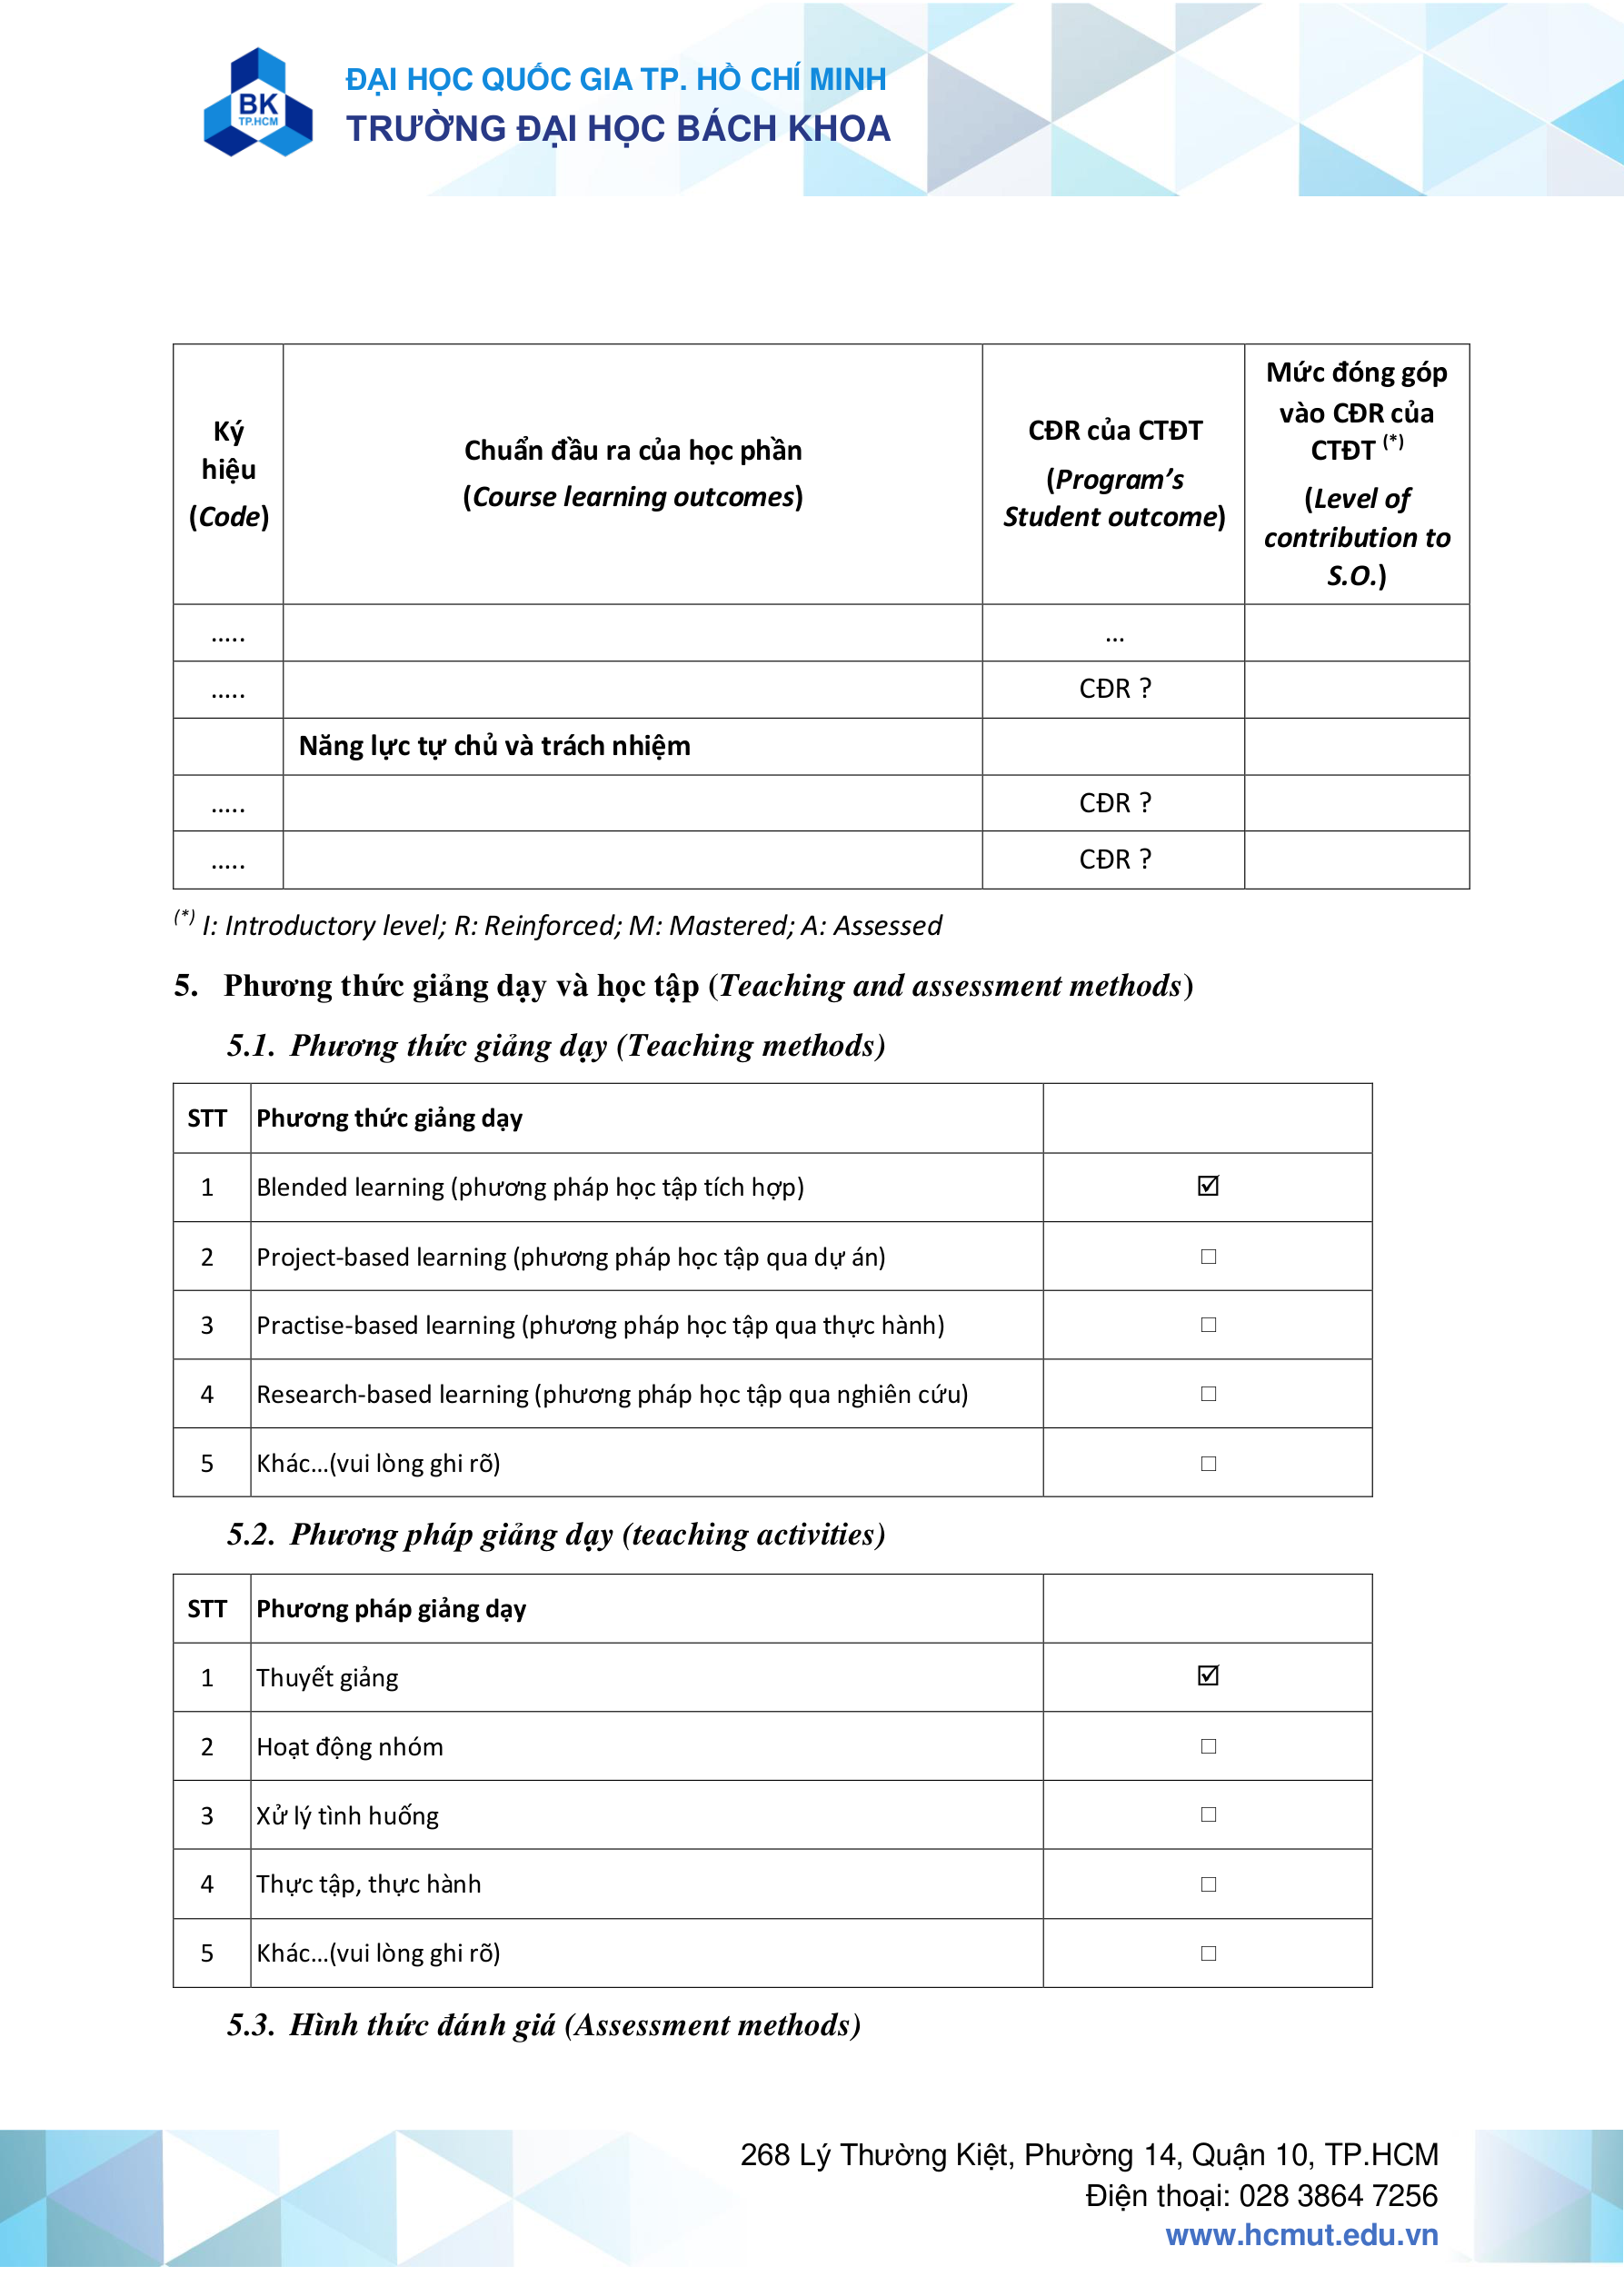 BK
TP.HCM
ĐẠI HỌC QUỐC GIA TP. HỒ CHÍ MINH
TRƯỜNG ĐẠI HỌC BÁCH KHOA
Ký
hiệu
(Code)
Chuẩn đầu ra của học phần
(Course learning outcomes)
CĐR của CTĐT
(Program's
Student outcome)
Mức đóng góp
vào CĐR của
CTĐT (*)
(Level of
contribution to
S.O.)
..... ...
..... CĐR ?
Năng lực tự chủ và trách nhiệm
..... CĐR ?
..... CĐR ?
(*) I: Introductory level; R: Reinforced; M: Mastered; A: Assessed
5. Phương thức giảng dạy và học tập (Teaching and assessment methods)
5.1. Phương thức giảng dạy (Teaching methods)
STT Phương thức giảng dạy
1 Blended learning (phương pháp học tập tích hợp) ☑
2 Project-based learning (phương pháp học tập qua dự án) □
3 Practise-based learning (phương pháp học tập qua thực hành) □
4 Research-based learning (phương pháp học tập qua nghiên cứu) □
5 Khác...(vui lòng ghi rõ) □
5.2. Phương pháp giảng dạy (teaching activities)
STT Phương pháp giảng dạy
1 Thuyết giảng ☑
2 Hoạt động nhóm □
3 Xử lý tình huống □
4 Thực tập, thực hành □
5 Khác...(vui lòng ghi rõ) □
5.3. Hình thức đánh giá (Assessment methods)
268 Lý Thường Kiệt, Phường 14, Quận 10, TP.HCM
Điện thoại: 028 3864 7256
www.hcmut.edu.vn